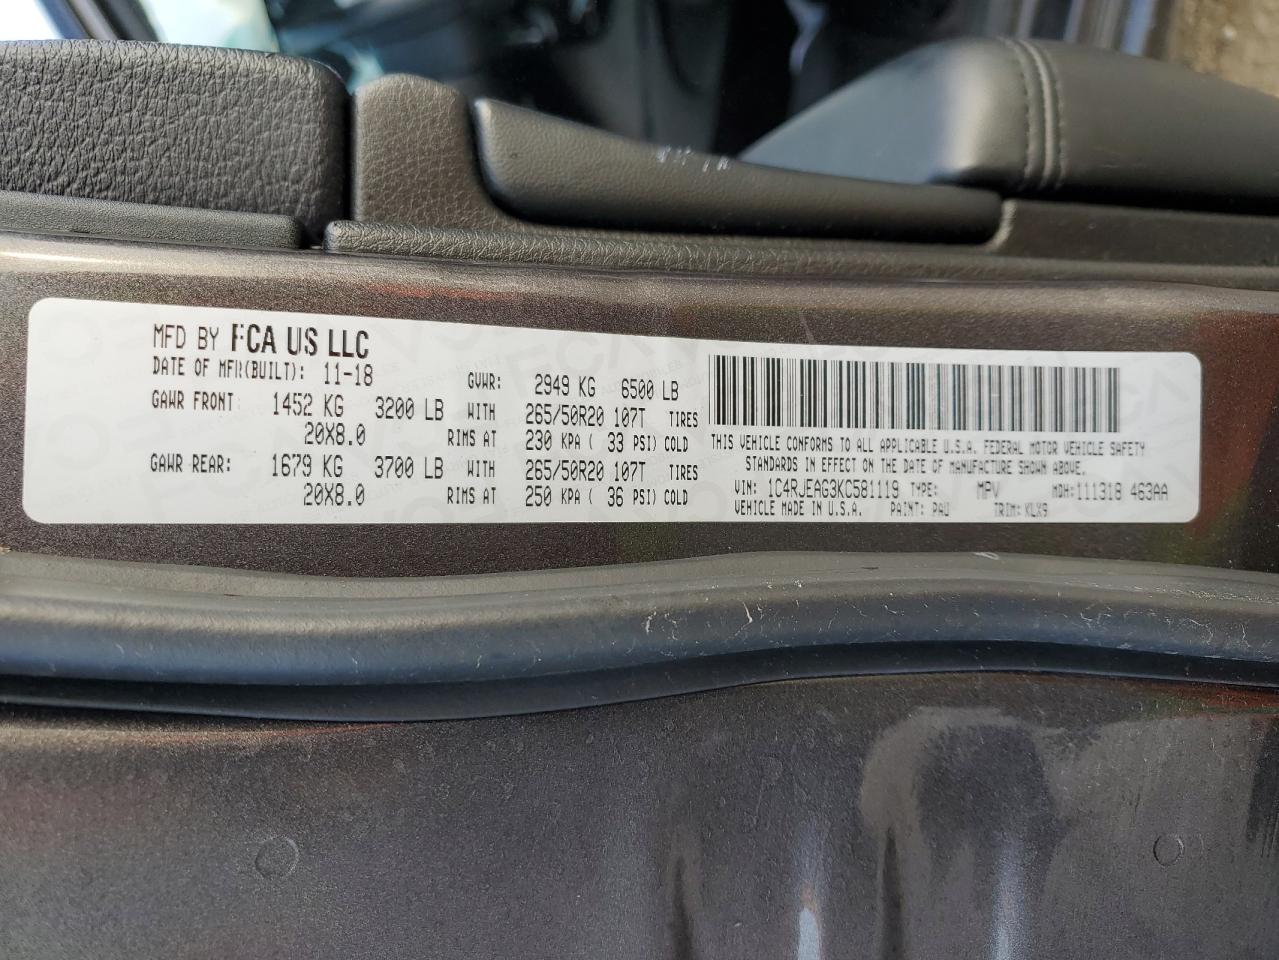 MFD BY FCA US LLC
DATE OF MFR(BUILT): 11-18 GVWR: 2949 KG 6500 LB
GAWR FRONT: 1452 KG 3200 LB WITH 265/50R20 107T TIRES
20X8.0 RIMS AT 230 KPA ( 33 PSI) COLD
GAWR REAR: 1679 KG 3700 LB WITH 265/50R20 107T TIRES
20X8.0 RIMS AT 250 KPA ( 36 PSI) COLD
THIS VEHICLE CONFORMS TO ALL APPLICABLE U.S.A. FEDERAL MOTOR VEHICLE SAFETY
STANDARDS IN EFFECT ON THE DATE OF MANUFACTURE SHOWN ABOVE.
VIN: 1C4RJEAG3KC581119 TYPE: MPV MDH:111318 463AA
VEHICLE MADE IN U.S.A. PAINT: PAU TRIM: KLX9